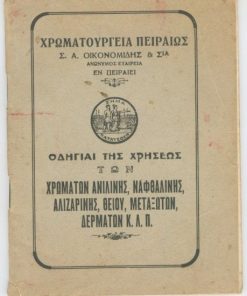 ΧΡΩΜΑΤΟΥΡΓΕΙΑ ΠΕΙΡΑΙΩΣ
Σ. Α. ΟΙΚΟΝΟΜΙΔΗΣ & ΣΙΑ
ΑΝΩΝΥΜΟΣ ΕΤΑΙΡΕΙΑ
ΕΝ ΠΕΙΡΑΙΕΙ
ΟΔΗΓΙΑΙ ΤΗΣ ΧΡΗΣΕΩΣ
ΤΩΝ
ΧΡΩΜΑΤΩΝ ΑΝΙΛΙΝΗΣ, ΝΑΦΘΑΛΙΝΗΣ,
ΑΛΙΖΑΡΙΝΗΣ, ΘΕΙΟΥ, ΜΕΤΑΞΩΤΩΝ,
ΔΕΡΜΑΤΩΝ Κ.Λ.Π.